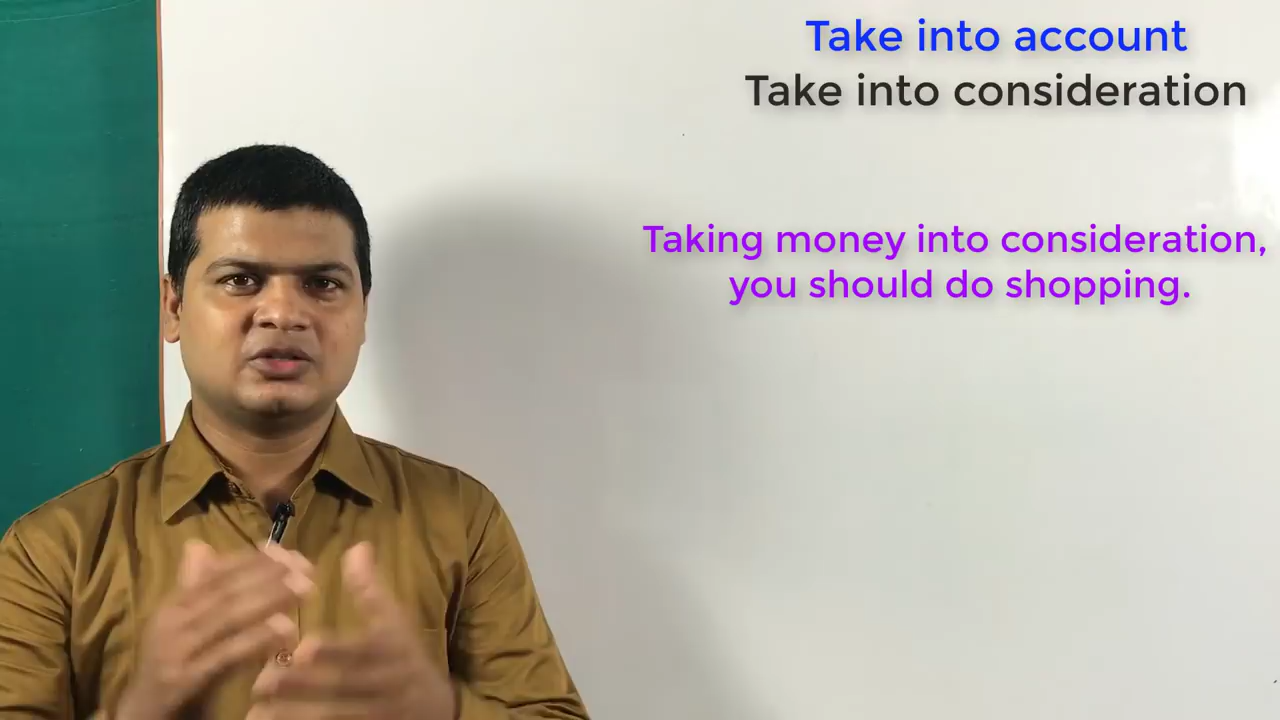 Take into account
Take into consideration
Taking money into consideration,
you should do shopping.